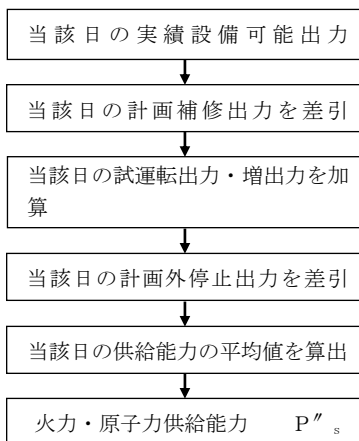 当該日の実績設備可能出力
当該日の計画補修出力を差引
当該日の試運転出力・増出力を加
算
当該日の計画外停止出力を差引
当該日の供給能力の平均値を算出
火力・原子力供給能力　P″s